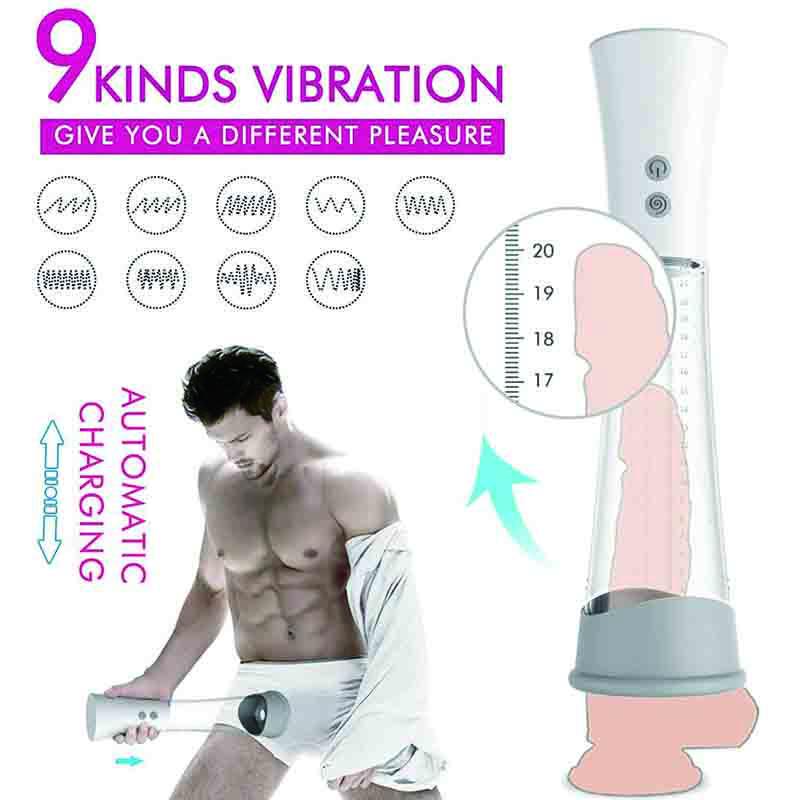 9 KINDS VIBRATION
GIVE YOU A DIFFERENT PLEASURE
20
19
18
17
AUTOMATIC
CHARGING